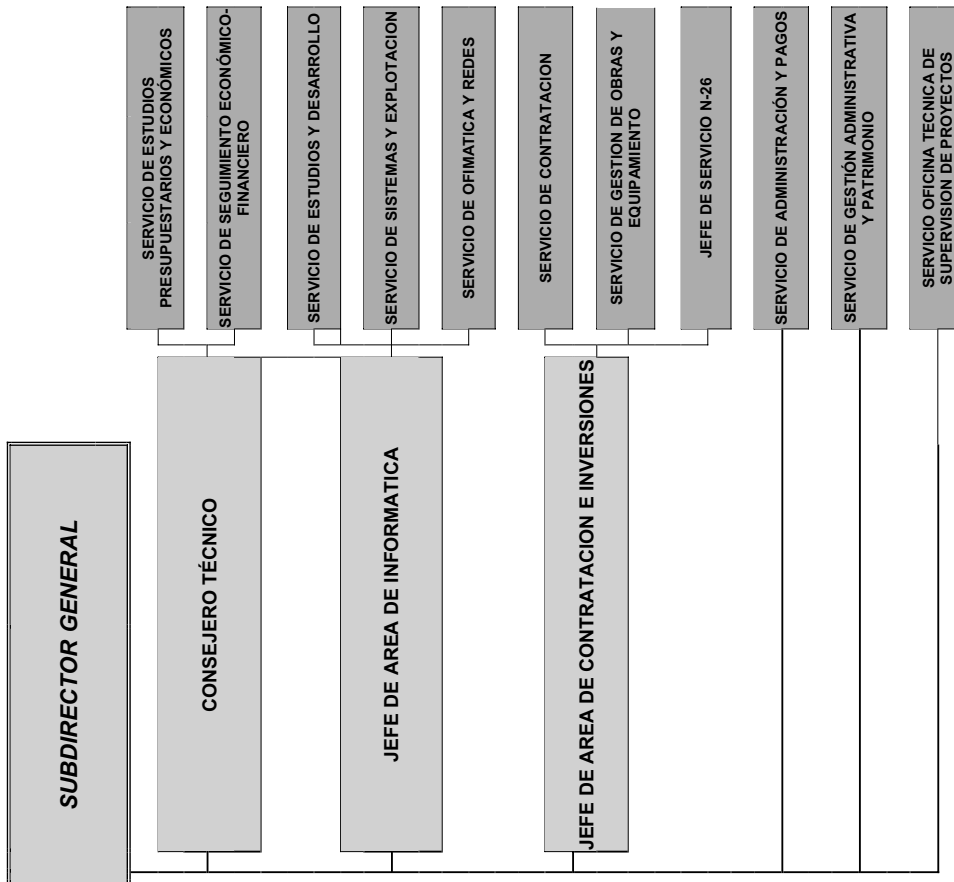 SUBDIRECTOR GENERAL
CONSEJERO TÉCNICO
SERVICIO DE ESTUDIOS
PRESUPUESTARIOS Y ECONÓMICOS
SERVICIO DE SEGUIMIENTO ECONÓMICO-
FINANCIERO
JEFE DE AREA DE INFORMATICA
SERVICIO DE ESTUDIOS Y DESARROLLO
SERVICIO DE SISTEMAS Y EXPLOTACION
SERVICIO DE OFIMATICA Y REDES
JEFE DE AREA DE CONTRATACION E INVERSIONES
SERVICIO DE CONTRATACION
SERVICIO DE GESTION DE OBRAS Y
EQUIPAMIENTO
JEFE DE SERVICIO N-26
SERVICIO DE ADMINISTRACIÓN Y PAGOS
SERVICIO DE GESTIÓN ADMINISTRATIVA
Y PATRIMONIO
SERVICIO OFICINA TECNICA DE
SUPERVISION DE PROYECTOS